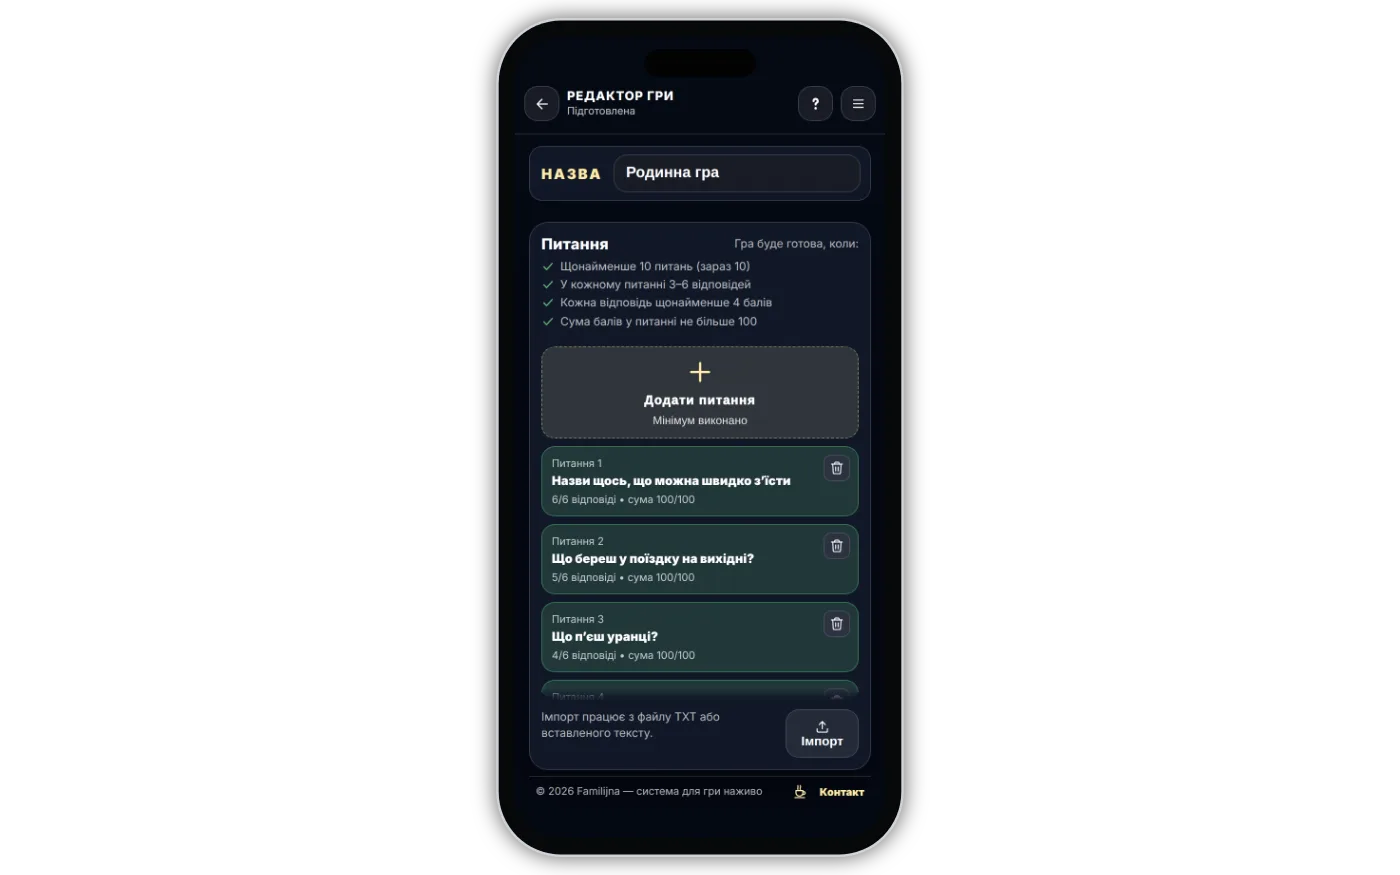 РЕДАКТОР ГРИ
Підготовлена
?
НАЗВА
Родинна гра
Питання
Гра буде готова, коли:
Щонайменше 10 питань (зараз 10)
У кожному питанні 3–6 відповідей
Кожна відповідь щонайменше 4 балів
Сума балів у питанні не більше 100
Додати питання
Мінімум виконано
Питання 1
Назви щось, що можна швидко з’їсти
6/6 відповіді • сума 100/100
Питання 2
Що береш у поїздку на вихідні?
5/6 відповіді • сума 100/100
Питання 3
Що п’єш уранці?
4/6 відповіді • сума 100/100
Питання 4
Імпорт працює з файлу TXT або
вставленого тексту.
Імпорт
© 2026 Familijna — система для гри наживо
Контакт